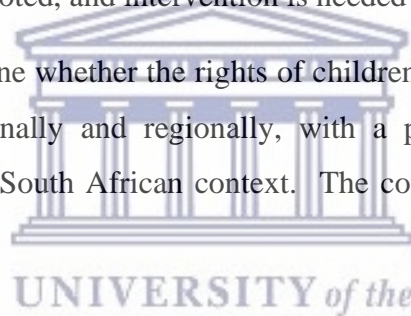 oted, and intervention is needed
ne whether the rights of children
nally and regionally, with a p
South African context. The co
UNIVERSITY of the